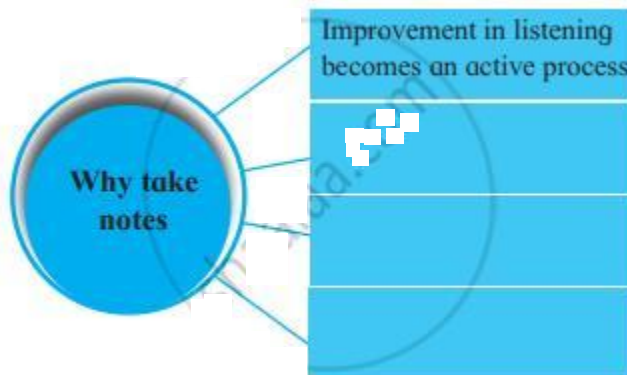 Improvement in listening
becomes an active process
Why take
notes